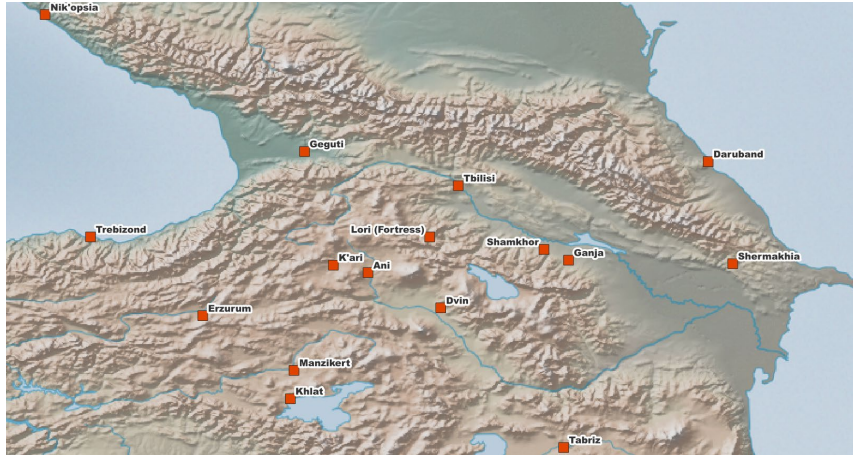 Nik'opsia
Geguti
Daruband
Tbilisi
Trebizond
Lori (Fortress)
Shamkhor
Ganja
Shermakhia
K'ari
Ani
Erzurum
Dvin
Manzikert
Khlat
Tabriz